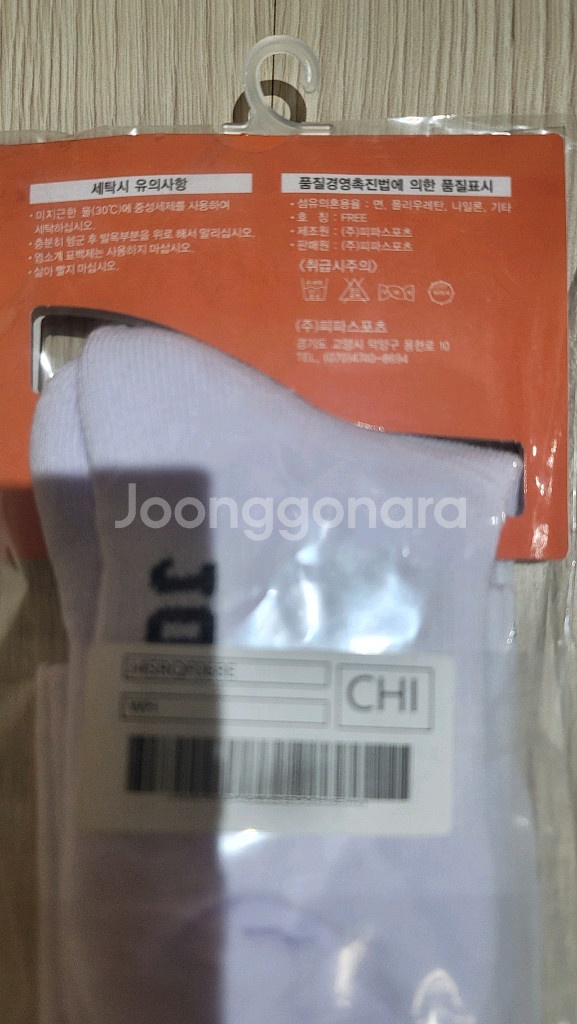 세탁시 유의사항
• 미지근한 물(30℃)에 중성세제를 사용하여
세탁하십시오.
• 충분히 헹군 후 발목부분을 위로 해서 말리십시오.
• 염소계 표백제는 사용하지 마십시오.
• 삶아 빨지 마십시오.
품질경영촉진법에 의한 품질표시
• 섬유의혼용율 : 면, 폴리우레탄, 나일론, 기타
• 호 칭 : FREE
• 제조원 : (주)피파스포츠
• 판매원 : (주)피파스포츠
<취급시주의>
(주)피파스포츠
경기도 고양시 덕양구 용현로 10
TEL.
Joonggonara
CHI